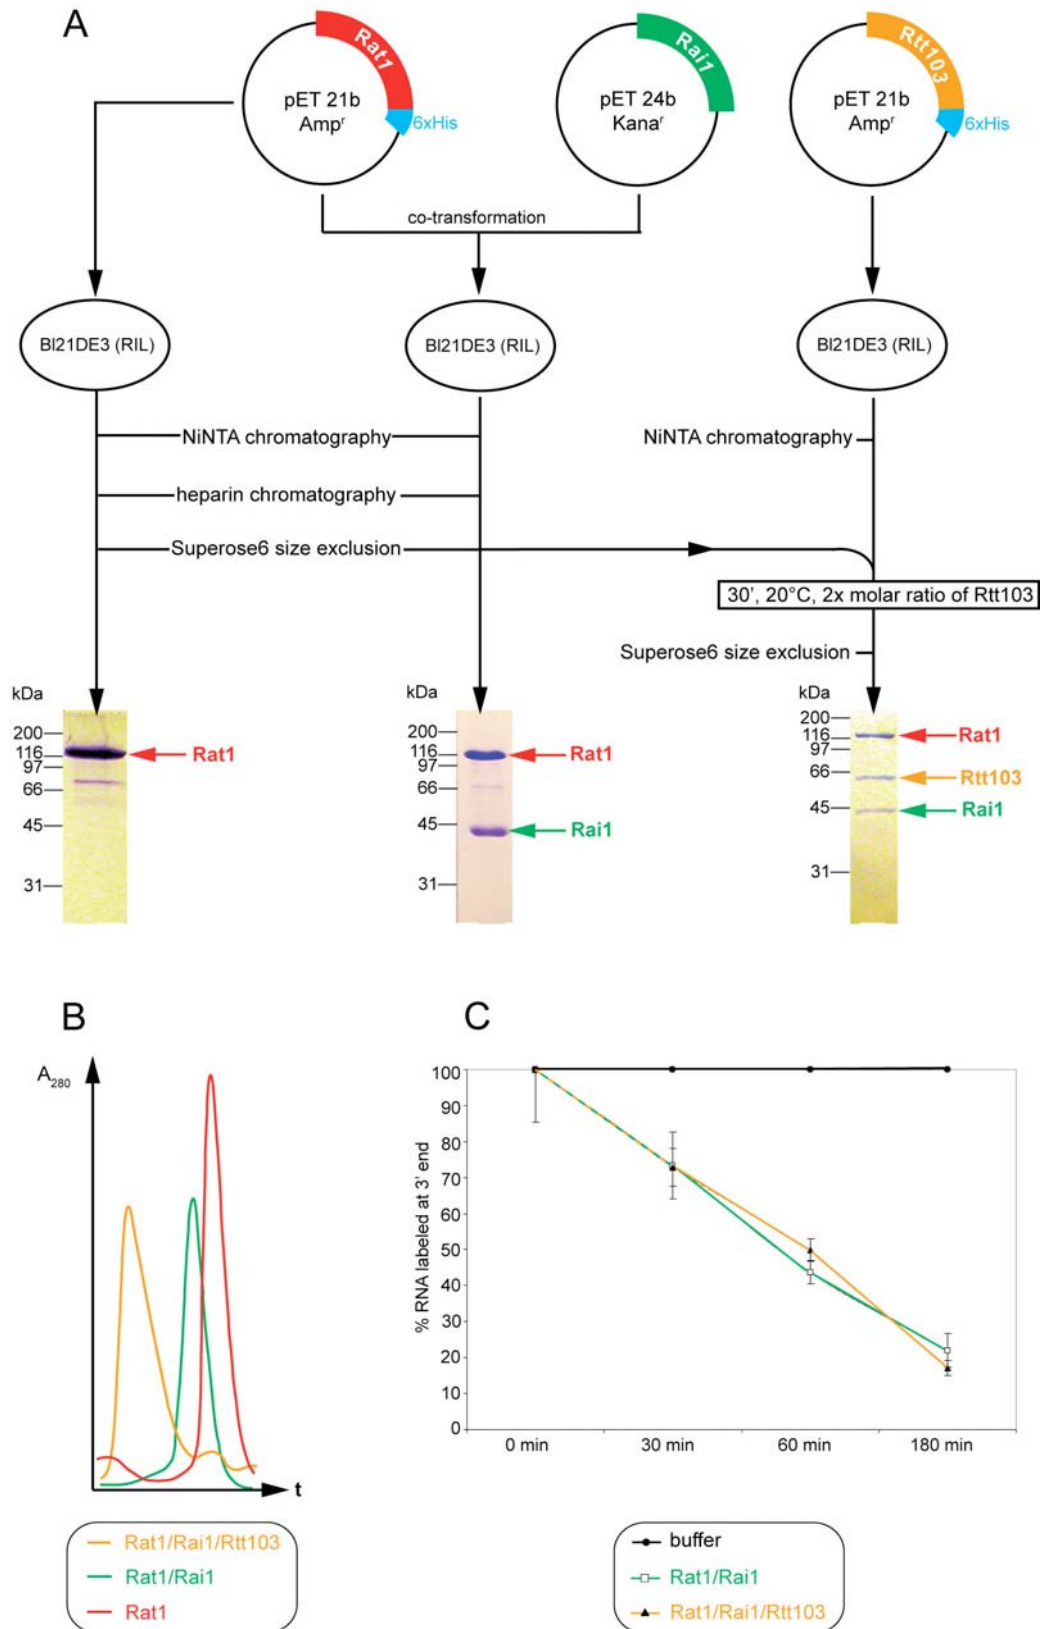 A
Rat1
Rai1
Rtt103
pET 21b
Ampʳ
6xHis
pET 24b
Kanaʳ
pET 21b
Ampʳ
6xHis
co-transformation
Bl21DE3 (RIL)
Bl21DE3 (RIL)
Bl21DE3 (RIL)
NiNTA chromatography
NiNTA chromatography
heparin chromatography
Superose6 size exclusion
30', 20°C, 2x molar ratio of Rtt103
Superose6 size exclusion
kDa
200
116
97
66
45
31
Rat1
kDa
200
116
97
66
45
31
Rat1
Rai1
kDa
200
116
97
66
45
31
Rat1
Rtt103
Rai1
B
A₂₈₀
t
Rat1/Rai1/Rtt103
Rat1/Rai1
Rat1
C
% RNA labeled at 3' end
100
90
80
70
60
50
40
30
20
10
0
0 min
30 min
60 min
180 min
buffer
Rat1/Rai1
Rat1/Rai1/Rtt103